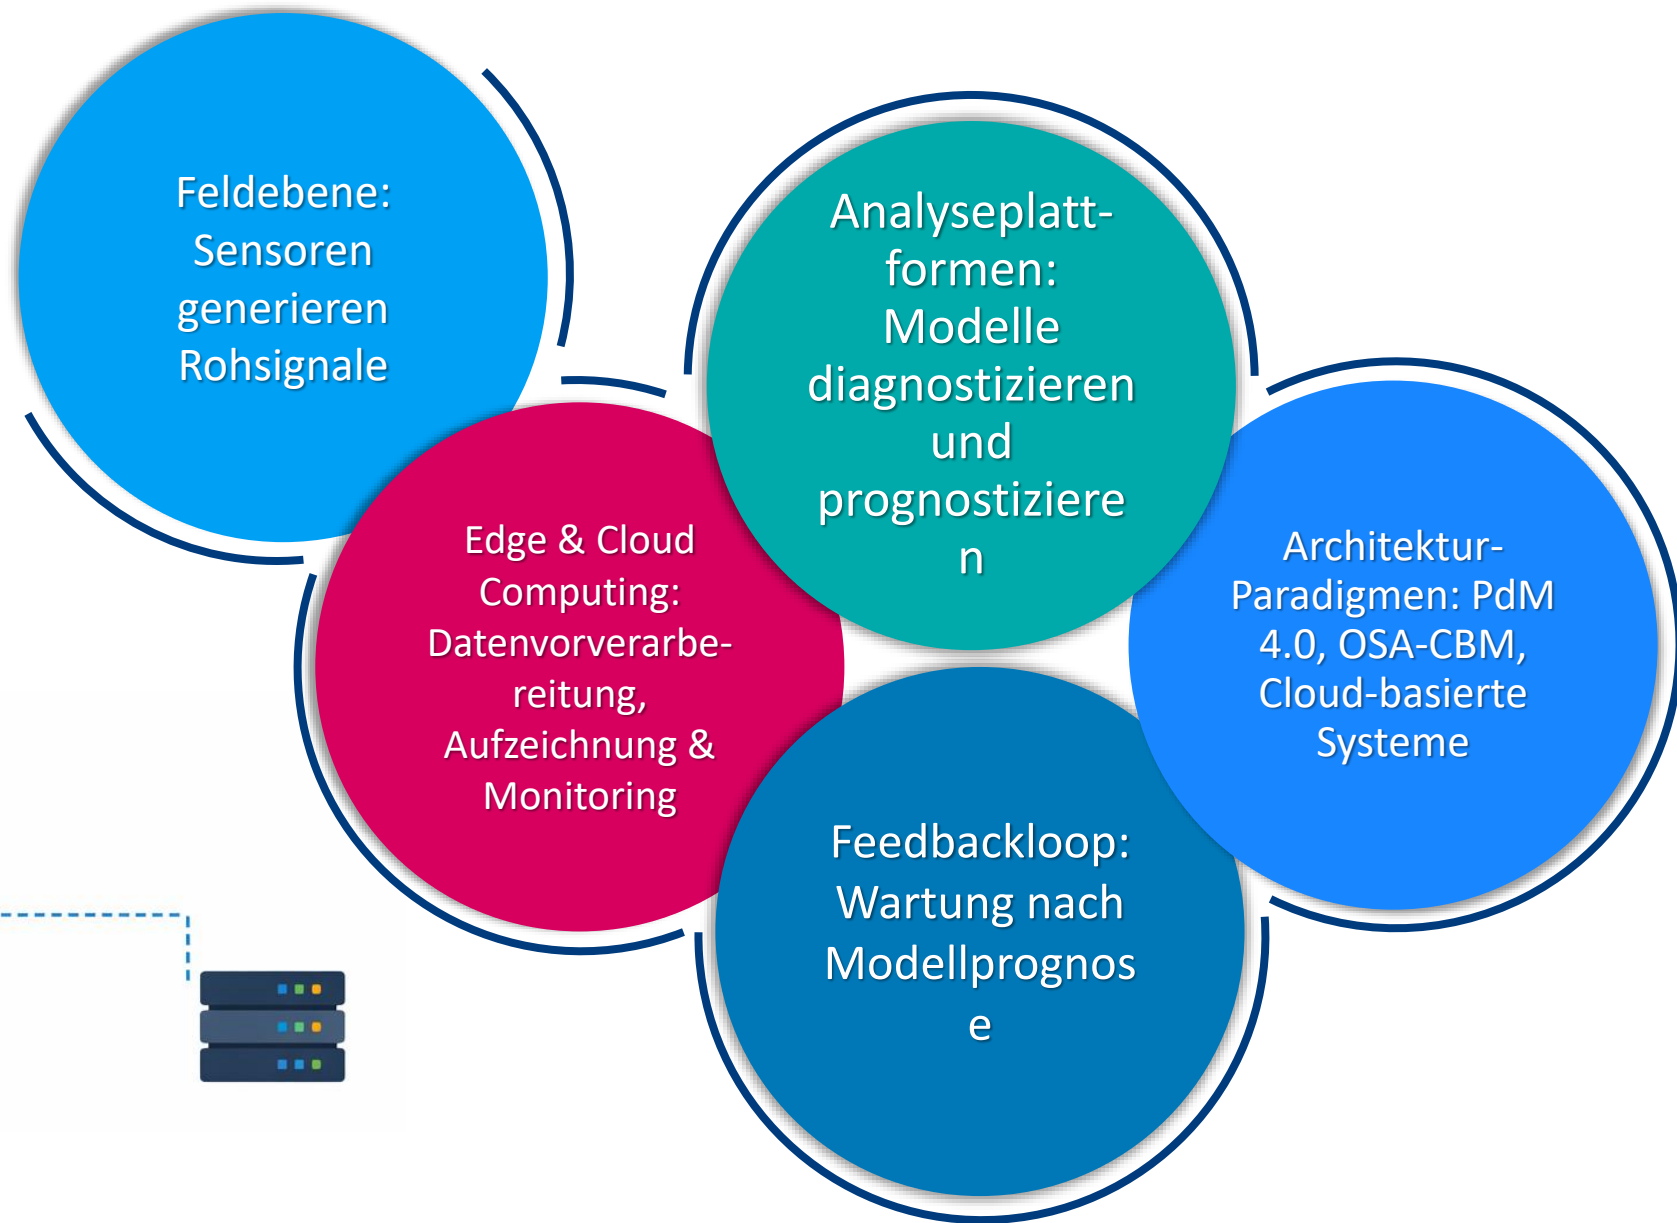 Feldebene:
Sensoren
generieren
Rohsignale
Edge & Cloud
Computing:
Datenvorverarbe-
reitung,
Aufzeichnung &
Monitoring
Analyseplatt-
formen:
Modelle
diagnostizieren
und
prognostiziere
n
Feedbackloop:
Wartung nach
Modellprognos
e
Architektur-
Paradigmen: PdM
4.0, OSA-CBM,
Cloud-basierte
Systeme